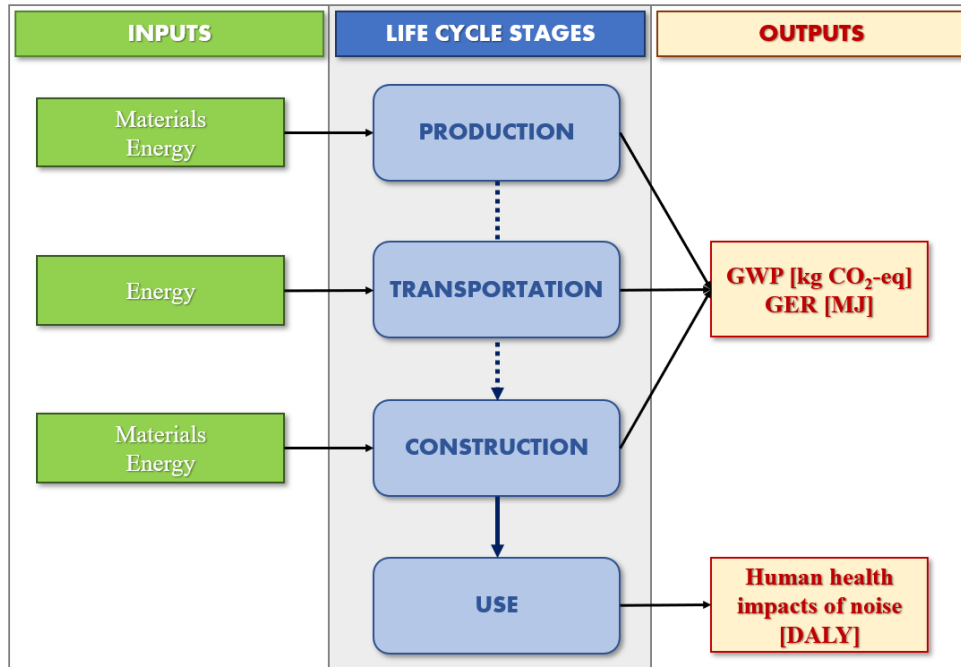 INPUTS
LIFE CYCLE STAGES
OUTPUTS
Materials
Energy
PRODUCTION
Energy
TRANSPORTATION
GWP [kg CO₂-eq]
GER [MJ]
Materials
Energy
CONSTRUCTION
USE
Human health
impacts of noise
[DALY]